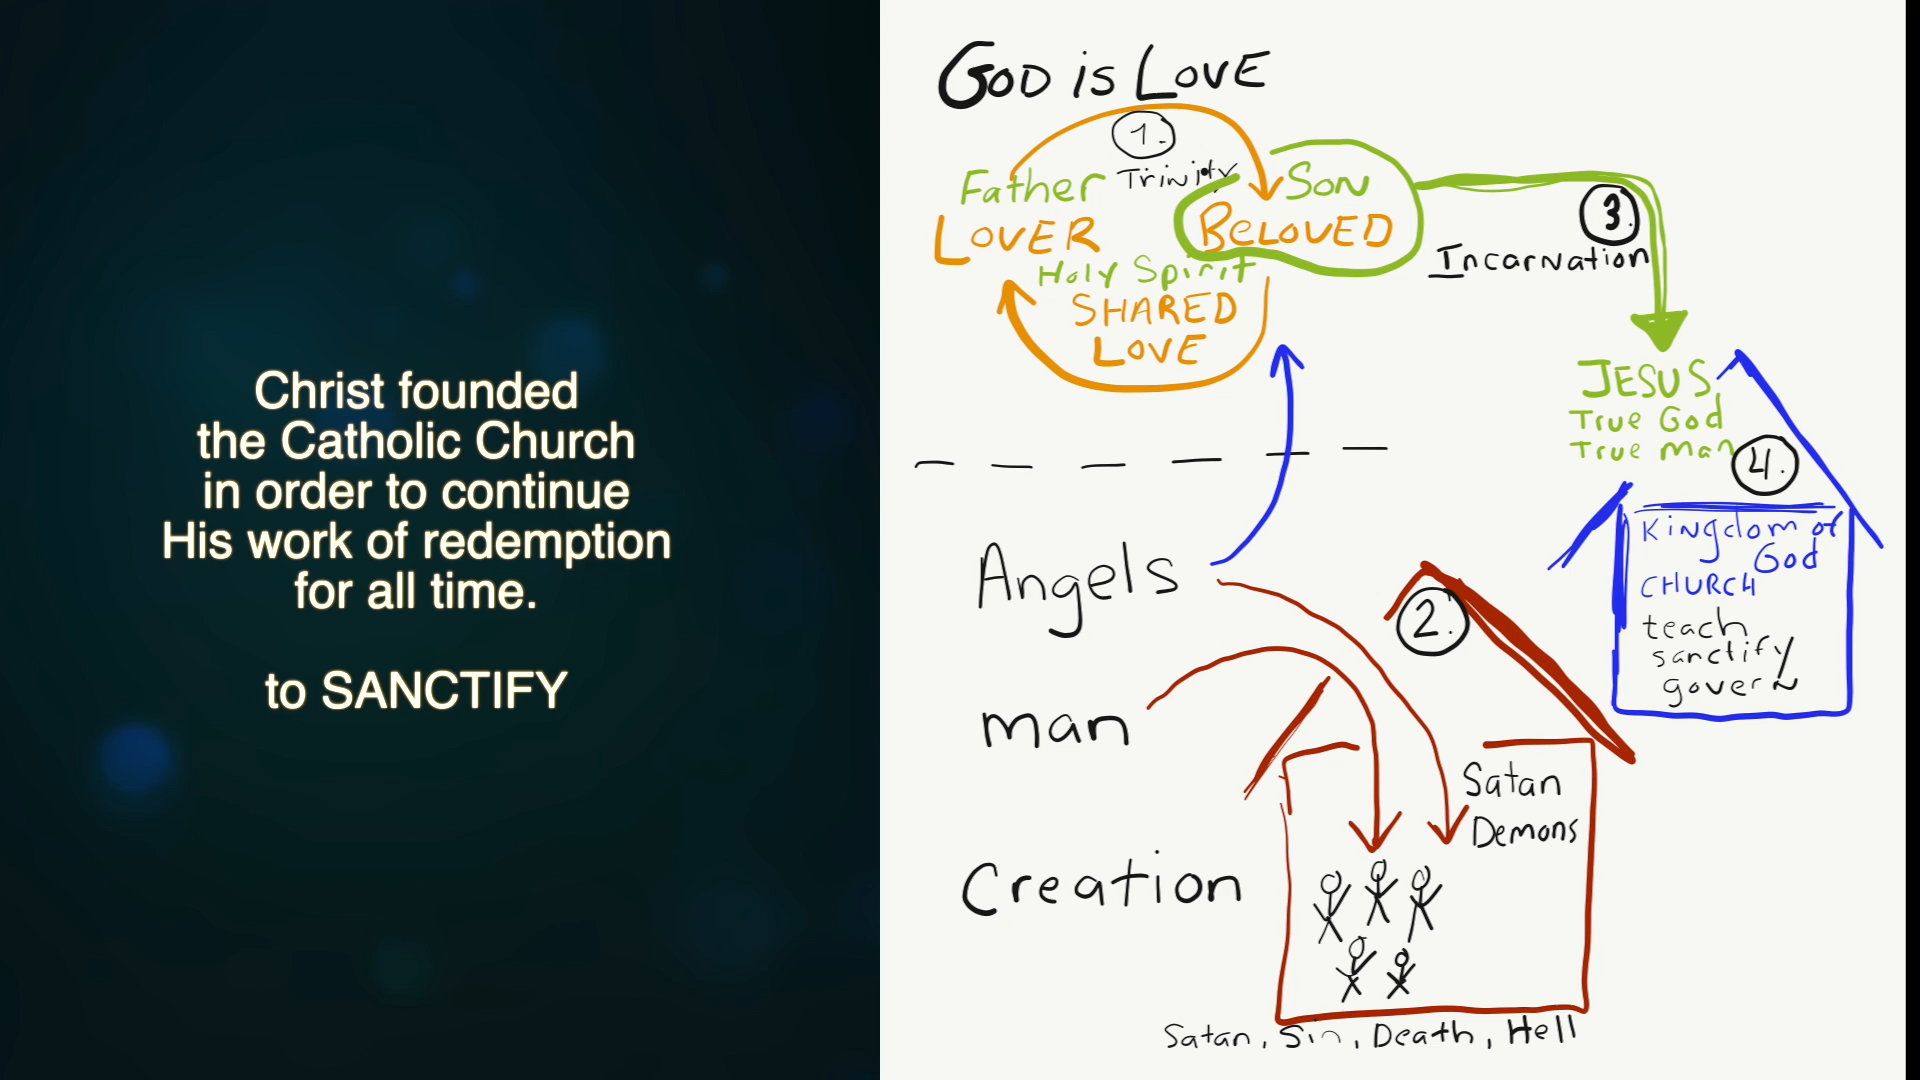 Christ founded
the Catholic Church
in order to continue
His work of redemption
for all time.
to SANCTIFY
GOD IS LOVE
1.
Trinity
Father
LOVER
SON
BELOVED
Holy Spirit
SHARED
LOVE
3.
Incarnation
JESUS
True God
True man
4.
Kingdom of
God
CHURCH
teach
sanctify
govern
Angels
2.
man
Satan
Demons
Creation
Satan, Sin, Death, Hell